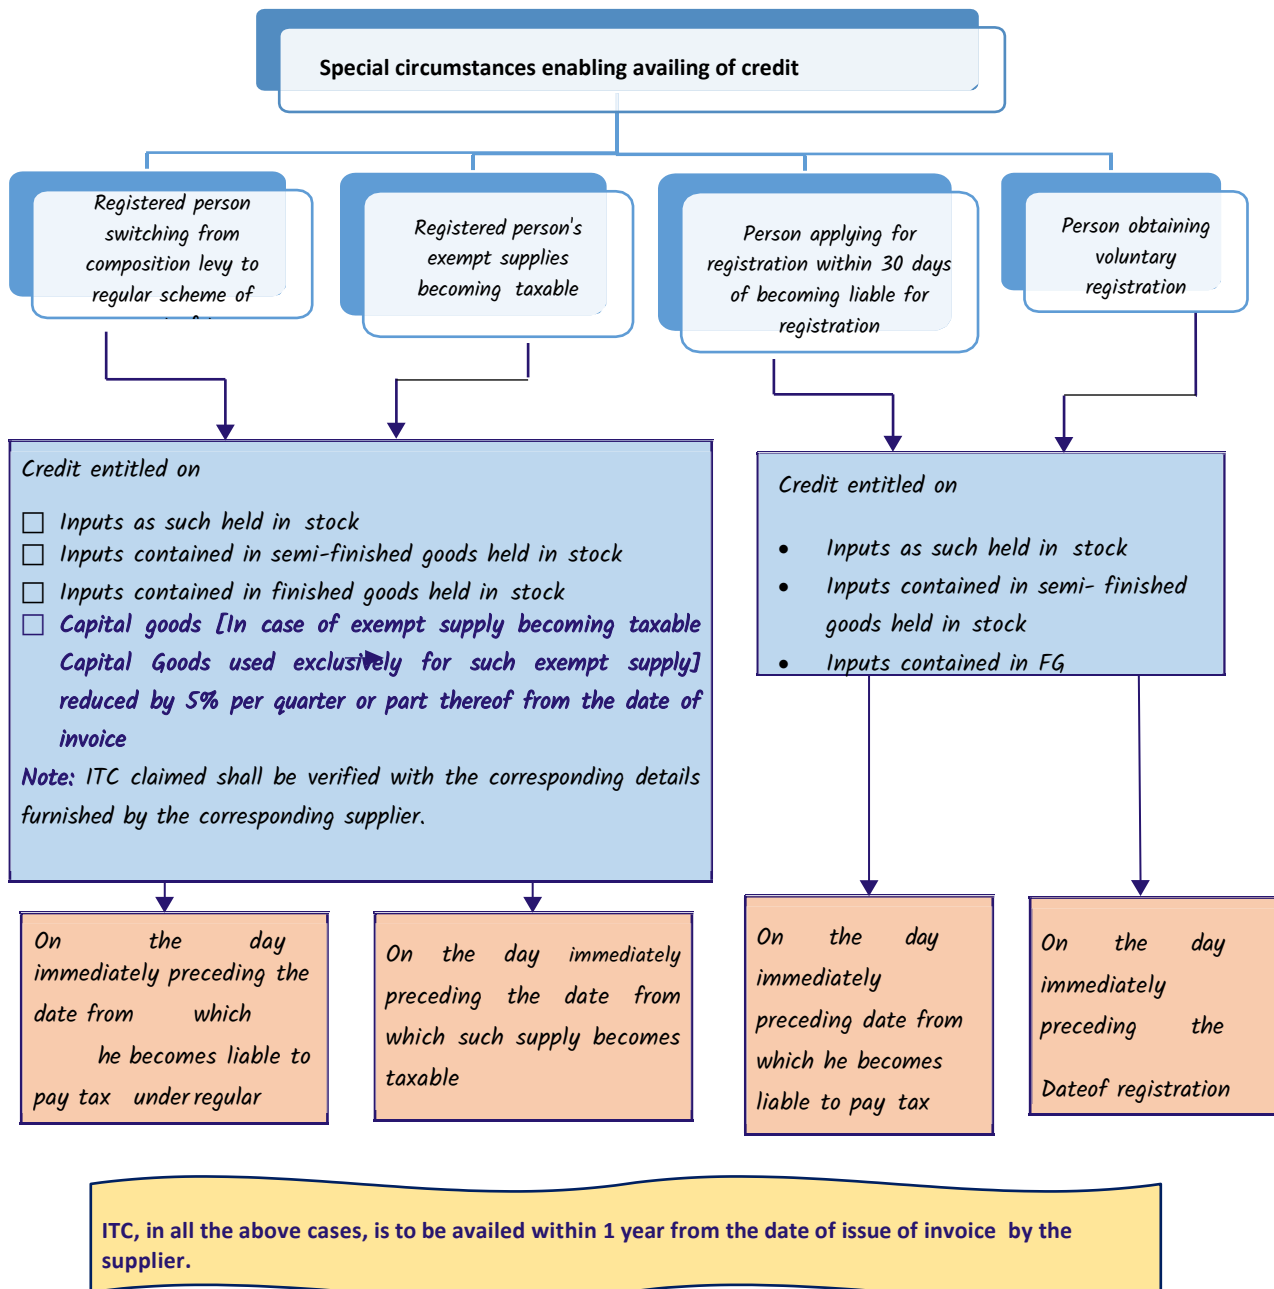 Special circumstances enabling availing of credit
Registered person
switching from
composition levy to
regular scheme of
Registered person's
exempt supplies
becoming taxable
Person applying for
registration within 30 days
of becoming liable for
registration
Person obtaining
voluntary
registration
Credit entitled on
☐ Inputs as such held in stock
☐ Inputs contained in semi-finished goods held in stock
☐ Inputs contained in finished goods held in stock
☐ Capital goods [In case of exempt supply becoming taxable
Capital Goods used exclusively for such exempt supply]
reduced by 5% per quarter or part thereof from the date of
invoice
Note: ITC claimed shall be verified with the corresponding details
furnished by the corresponding supplier.
Credit entitled on
• Inputs as such held in stock
• Inputs contained in semi- finished
goods held in stock
• Inputs contained in FG
On the day
immediately preceding the
date from which
he becomes liable to
pay tax under regular
On the day immediately
preceding the date from
which such supply becomes
taxable
On the day
immediately
preceding date from
which he becomes
liable to pay tax
On the day
immediately
preceding the
Dateof registration
ITC, in all the above cases, is to be availed within 1 year from the date of issue of invoice by the
supplier.